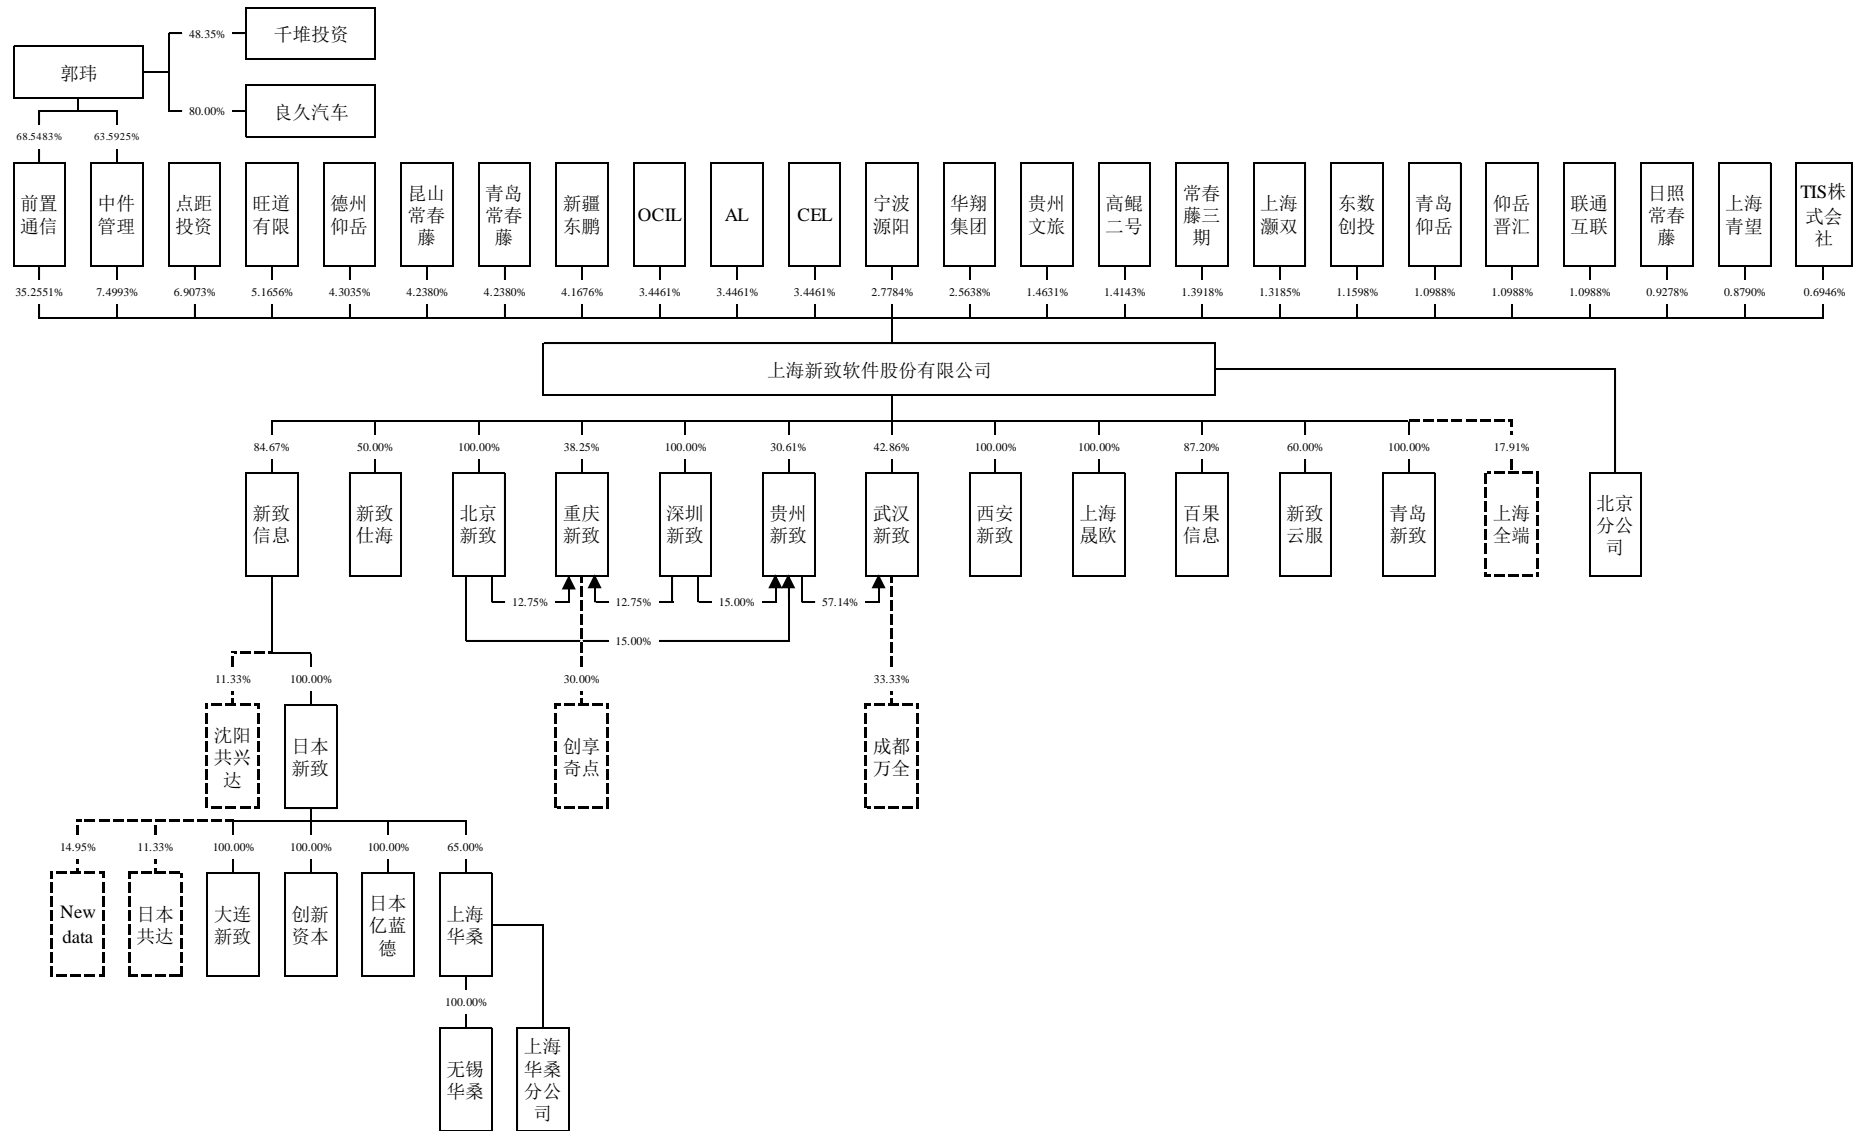 48.35%
千堆投资
郭玮
80.00%
良久汽车
68.5483%
63.5925%
前置
通信
中件
管理
点距
投资
旺道
有限
德州
仰岳
昆山
常春
藤
青岛
常春
藤
新疆
东鹏
OCIL
AL
CEL
宁波
源阳
华翔
集团
贵州
文旅
高鲲
二号
常春
藤三
期
上海
灏双
东数
创投
青岛
仰岳
仰岳
晋汇
联通
互联
日照
常春
藤
上海
青望
TIS株
式会
社
35.2551%
7.4993%
6.9073%
5.1656%
4.3035%
4.2380%
4.2380%
4.1676%
3.4461%
3.4461%
3.4461%
2.7784%
2.5638%
1.4631%
1.4143%
1.3918%
1.3185%
1.1598%
1.0988%
1.0988%
1.0988%
0.9278%
0.8790%
0.6946%
上海新致软件股份有限公司
84.67%
50.00%
100.00%
38.25%
100.00%
30.61%
42.86%
100.00%
100.00%
87.20%
60.00%
100.00%
17.91%
新致
信息
新致
仕海
北京
新致
重庆
新致
深圳
新致
贵州
新致
武汉
新致
西安
新致
上海
晟欧
百果
信息
新致
云服
青岛
新致
上海
全端
北京
分公
司
12.75%
12.75%
15.00%
57.14%
15.00%
11.33%
100.00%
30.00%
33.33%
沈阳
共兴
达
日本
新致
创享
奇点
成都
万全
14.95%
11.33%
100.00%
100.00%
100.00%
65.00%
New
data
日本
共达
大连
新致
创新
资本
日本
亿蓝
德
上海
华桑
100.00%
无锡
华桑
上海
华桑
分公
司